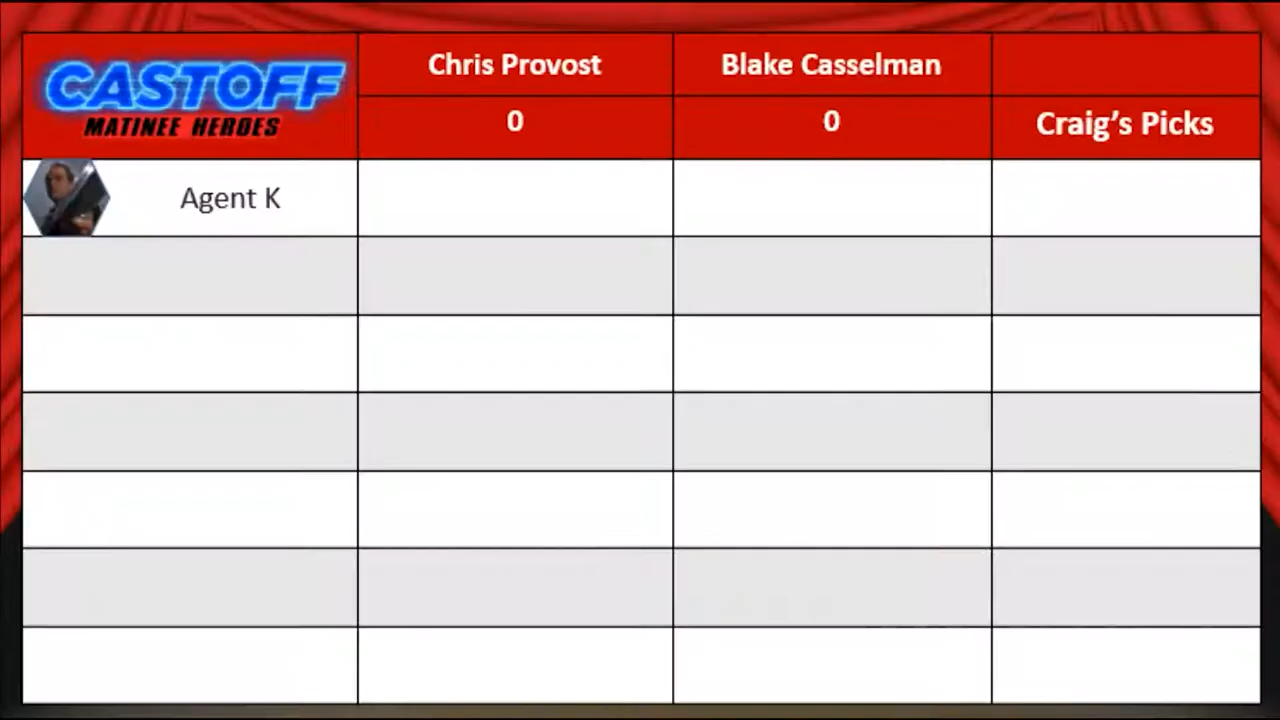 CASTOFF
MATINEE HEROES
Chris Provost
Blake Casselman
0
0
Craig's Picks
Agent K